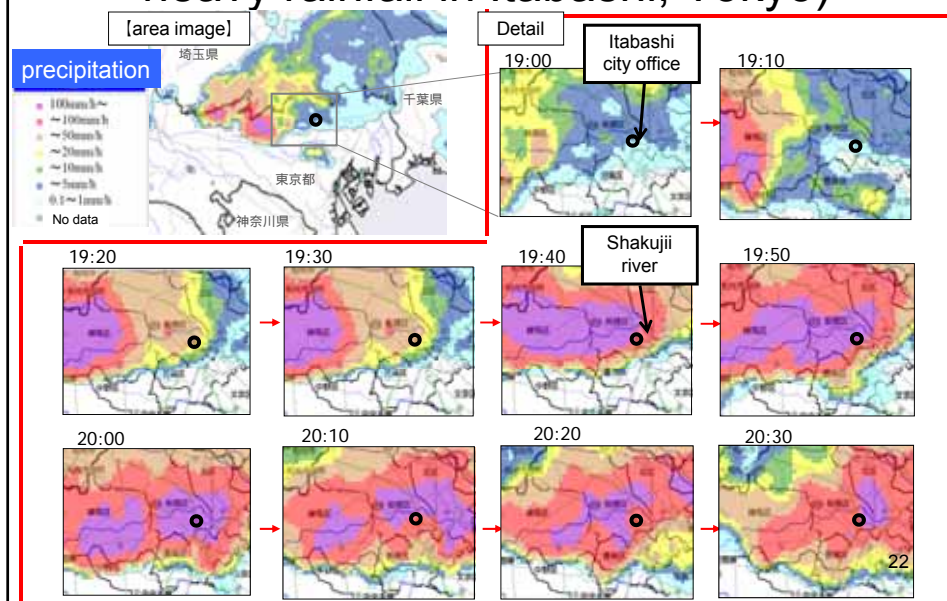 heavy rainfall in Itabashi, Tokyo)
[area image]
Detail
埼玉県
precipitation
100mm/h~
~100mm/h
~50mm/h
~20mm/h
~10mm/h
~5mm/h
0.1~1mm/h
No data
千葉県
東京都
神奈川県
19:00
Itabashi
city office
19:10
19:20
19:30
19:40
Shakujii
river
19:50
20:00
20:10
20:20
20:30
22